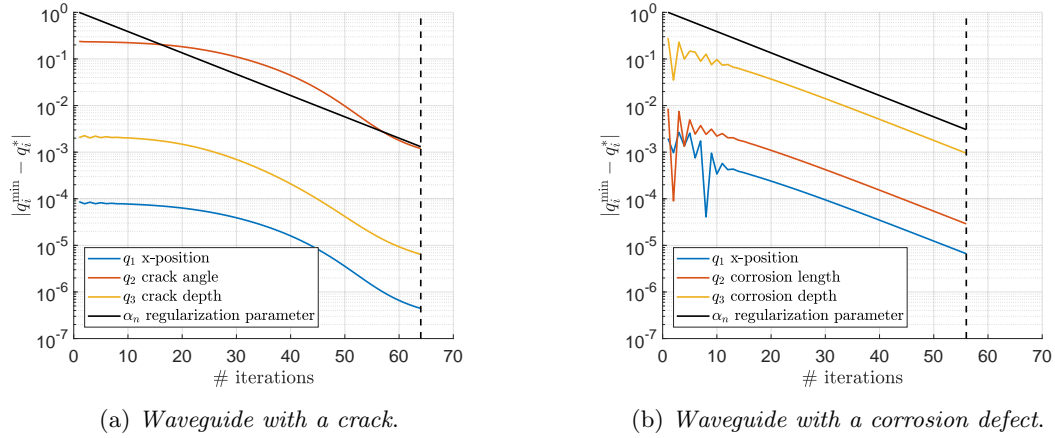 10^0
10^-1
10^-2
10^-3
10^-4
10^-5
10^-6
10^-7
|q_i^min − q_i^*|
q_1 x-position
q_2 crack angle
q_3 crack depth
α_n regularization parameter
0 10 20 30 40 50 60 70
# iterations
(a) Waveguide with a crack.
10^0
10^-1
10^-2
10^-3
10^-4
10^-5
10^-6
10^-7
|q_i^min − q_i^*|
q_1 x-position
q_2 corrosion length
q_3 corrosion depth
α_n regularization parameter
0 10 20 30 40 50 60 70
# iterations
(b) Waveguide with a corrosion defect.